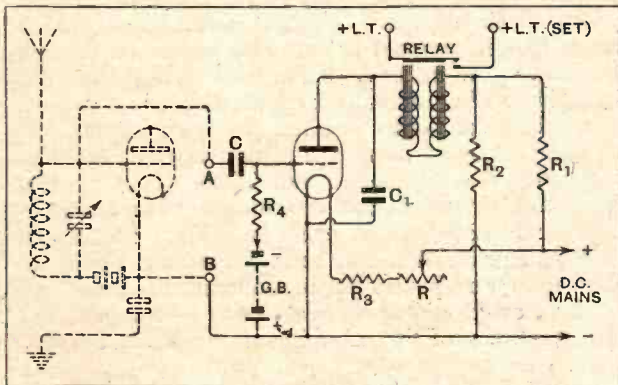 +L.T. +L.T. (SET)
RELAY
A C C1 R2 R1
R4
B G.B. - + R3 R + D.C. MAINS -